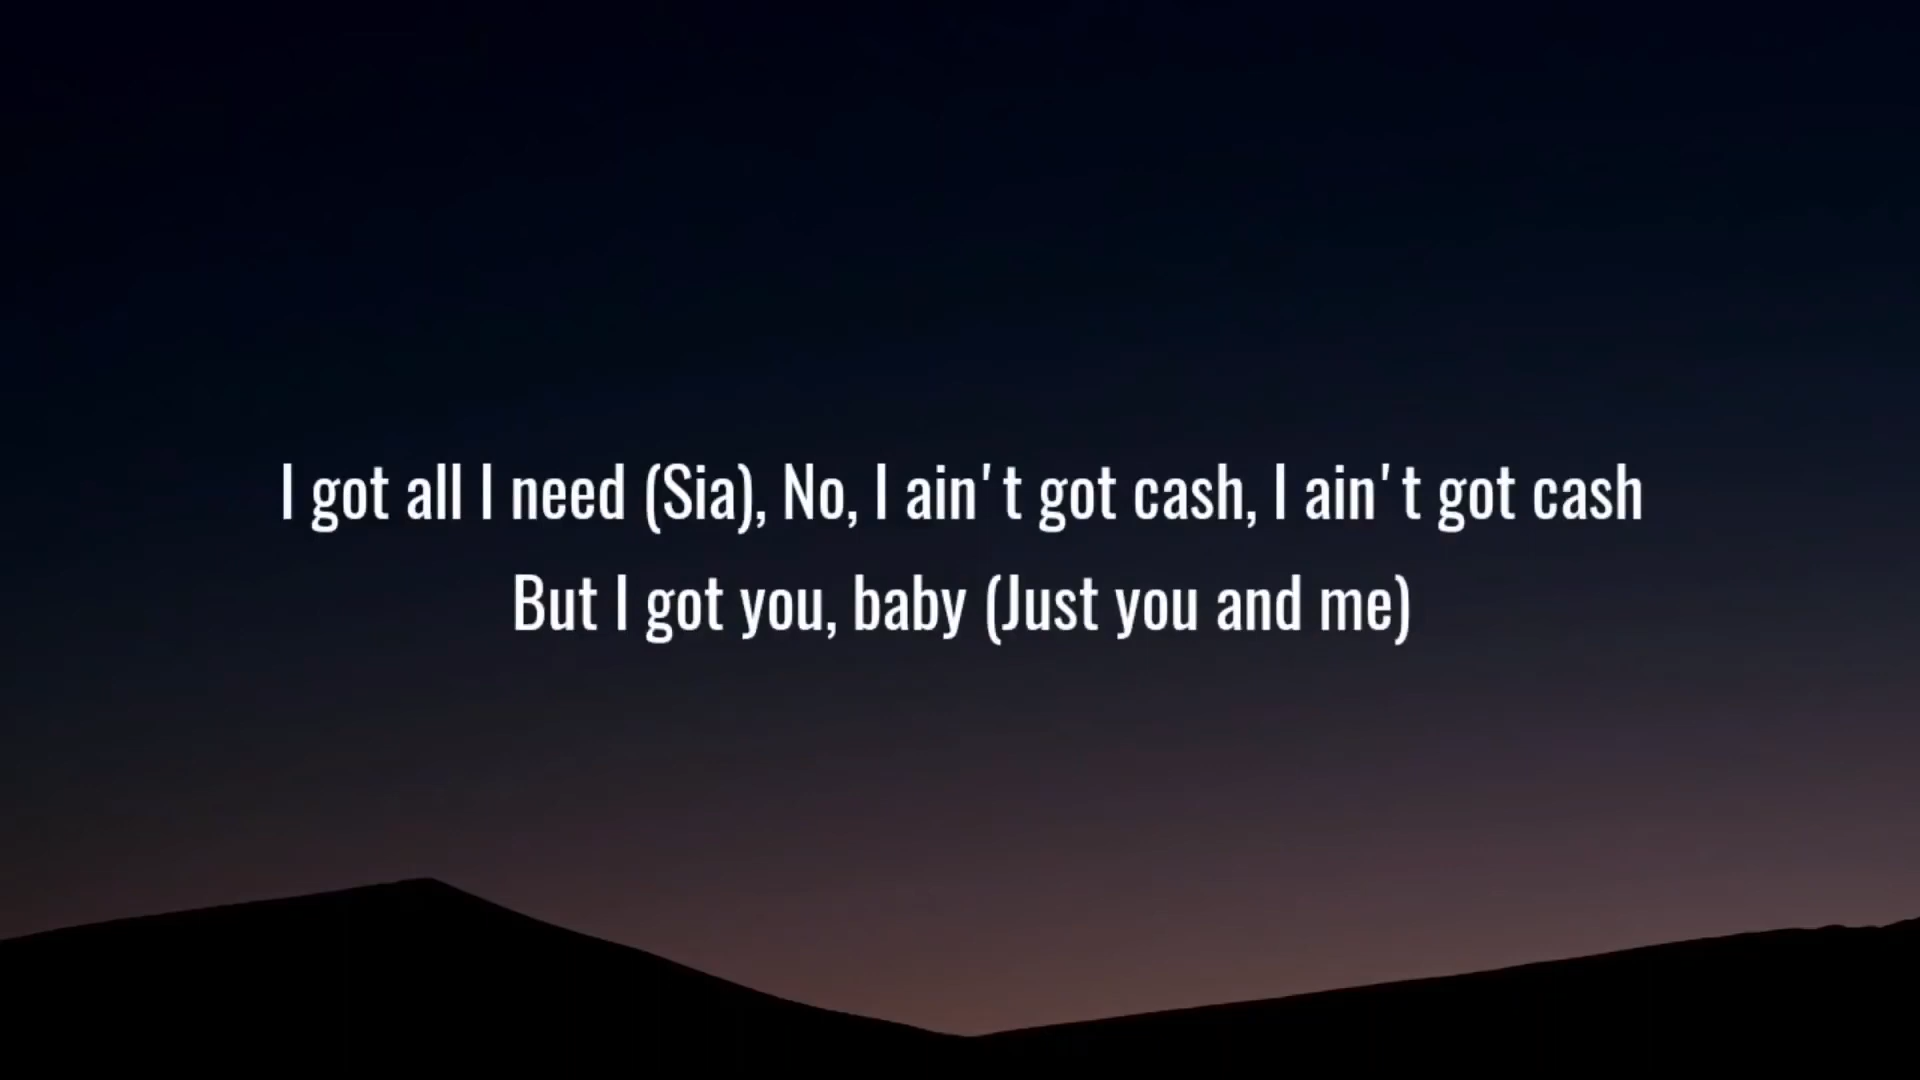 I got all I need (Sia), No, I ain't got cash, I ain't got cash
But I got you, baby (Just you and me)